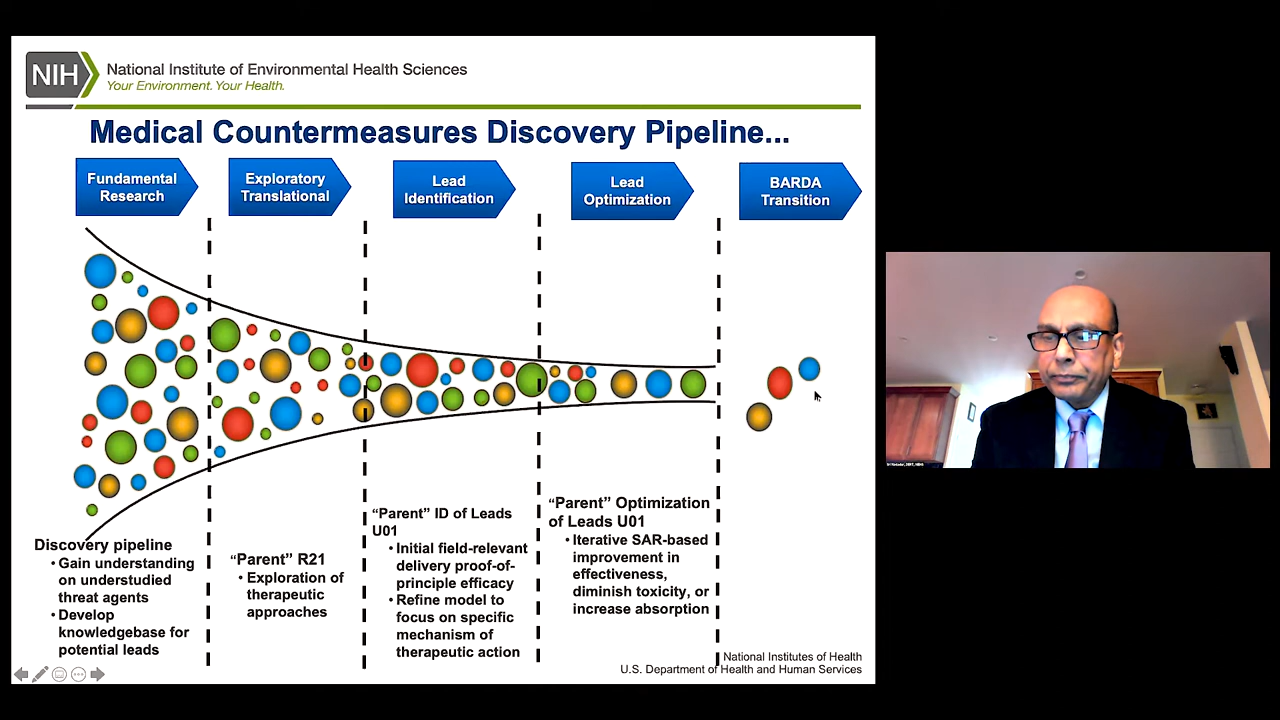 NIH
National Institute of Environmental Health Sciences
Your Environment. Your Health.
Medical Countermeasures Discovery Pipeline...
Fundamental
Research
Exploratory
Translational
Lead
Identification
Lead
Optimization
BARDA
Transition
Discovery pipeline
• Gain understanding
on understudied
threat agents
• Develop
knowledgebase for
potential leads
“Parent” R21
• Exploration of
therapeutic
approaches
“Parent” ID of Leads
U01
• Initial field-relevant
delivery proof-of-
principle efficacy
• Refine model to
focus on specific
mechanism of
therapeutic action
“Parent” Optimization
of Leads U01
• Iterative SAR-based
improvement in
effectiveness,
diminish toxicity, or
increase absorption
National Institutes of Health
U.S. Department of Health and Human Services